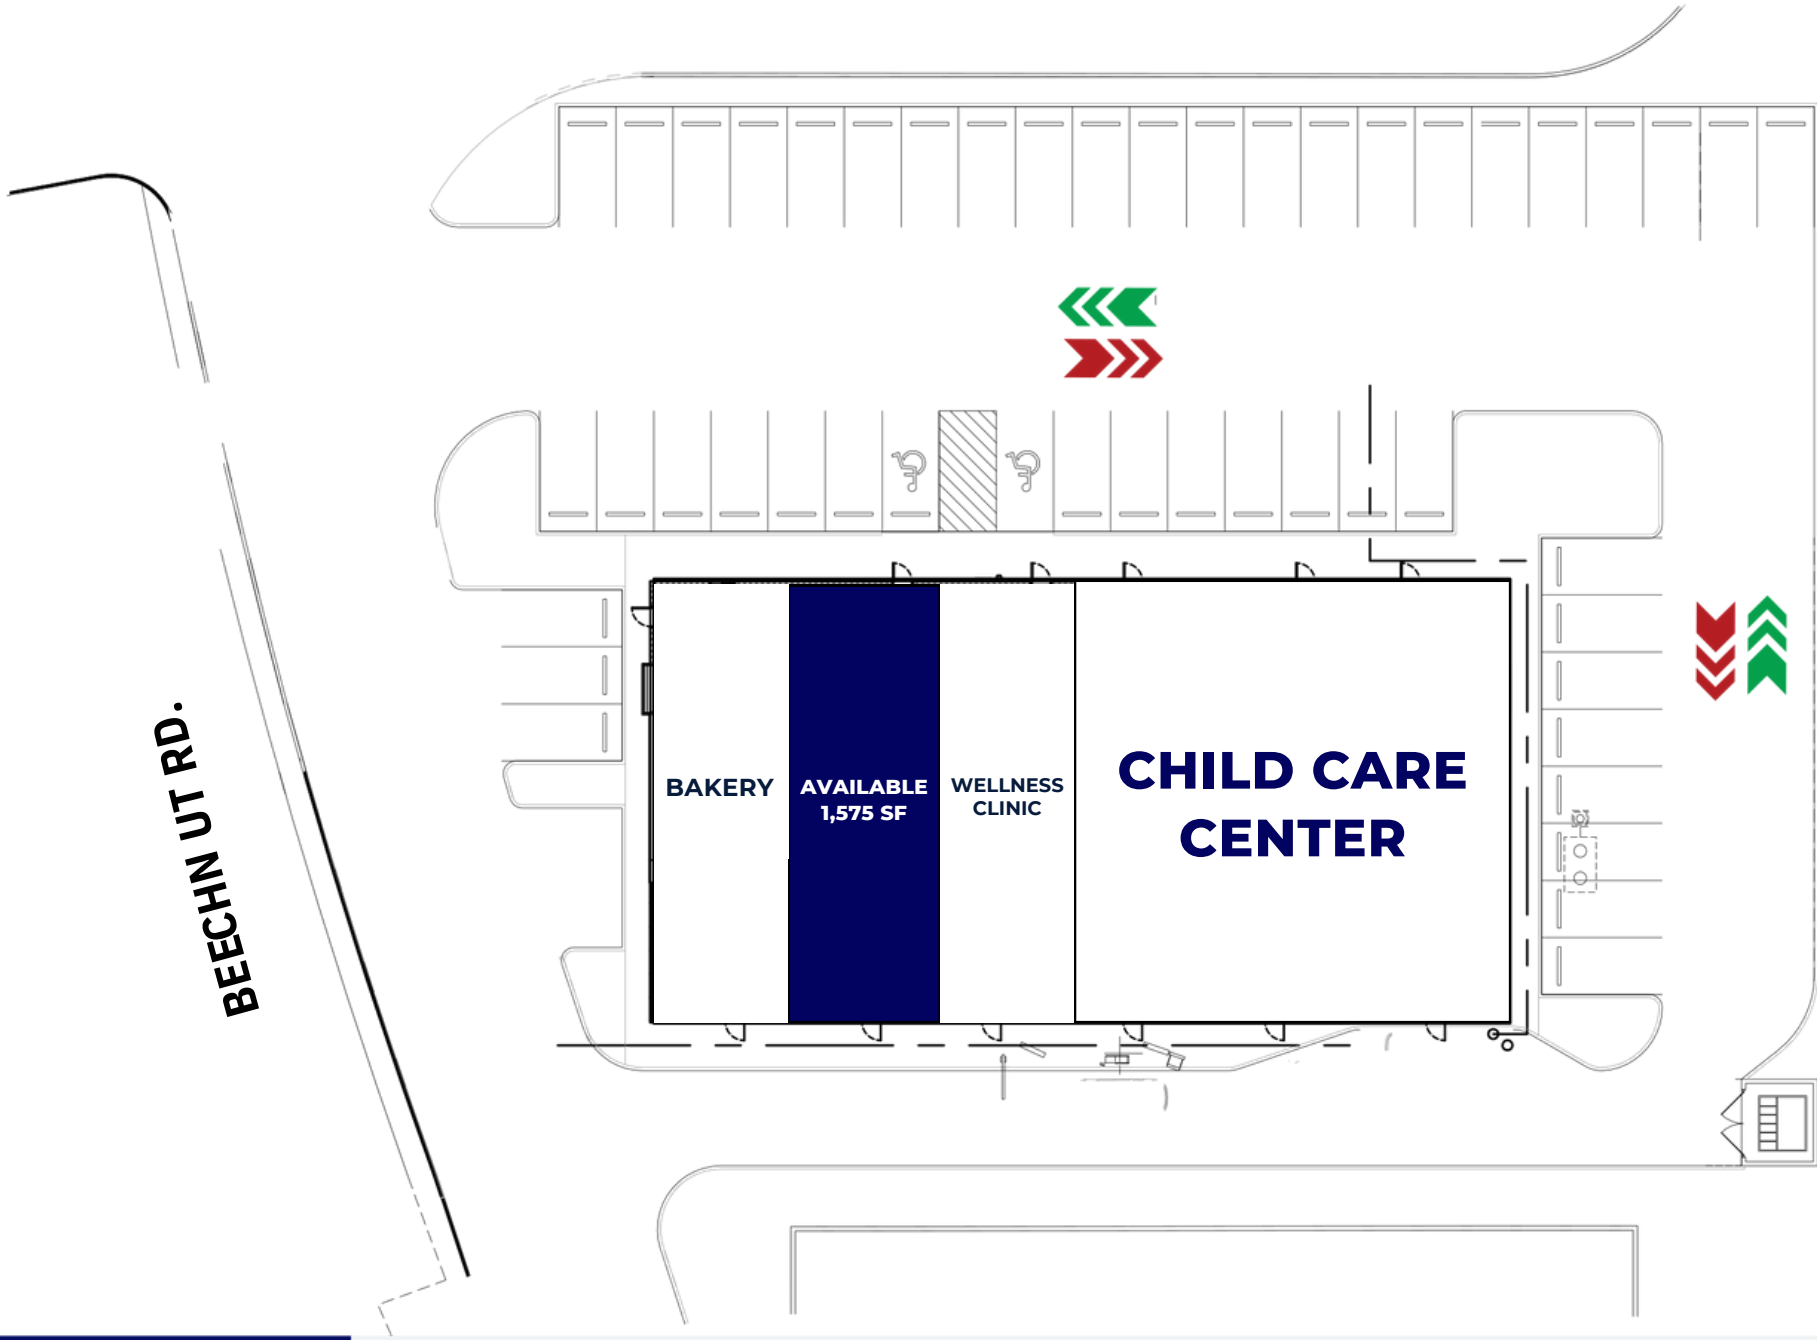 BEECHN UT RD.
BAKERY
AVAILABLE
1,575 SF
WELLNESS
CLINIC
CHILD CARE
CENTER